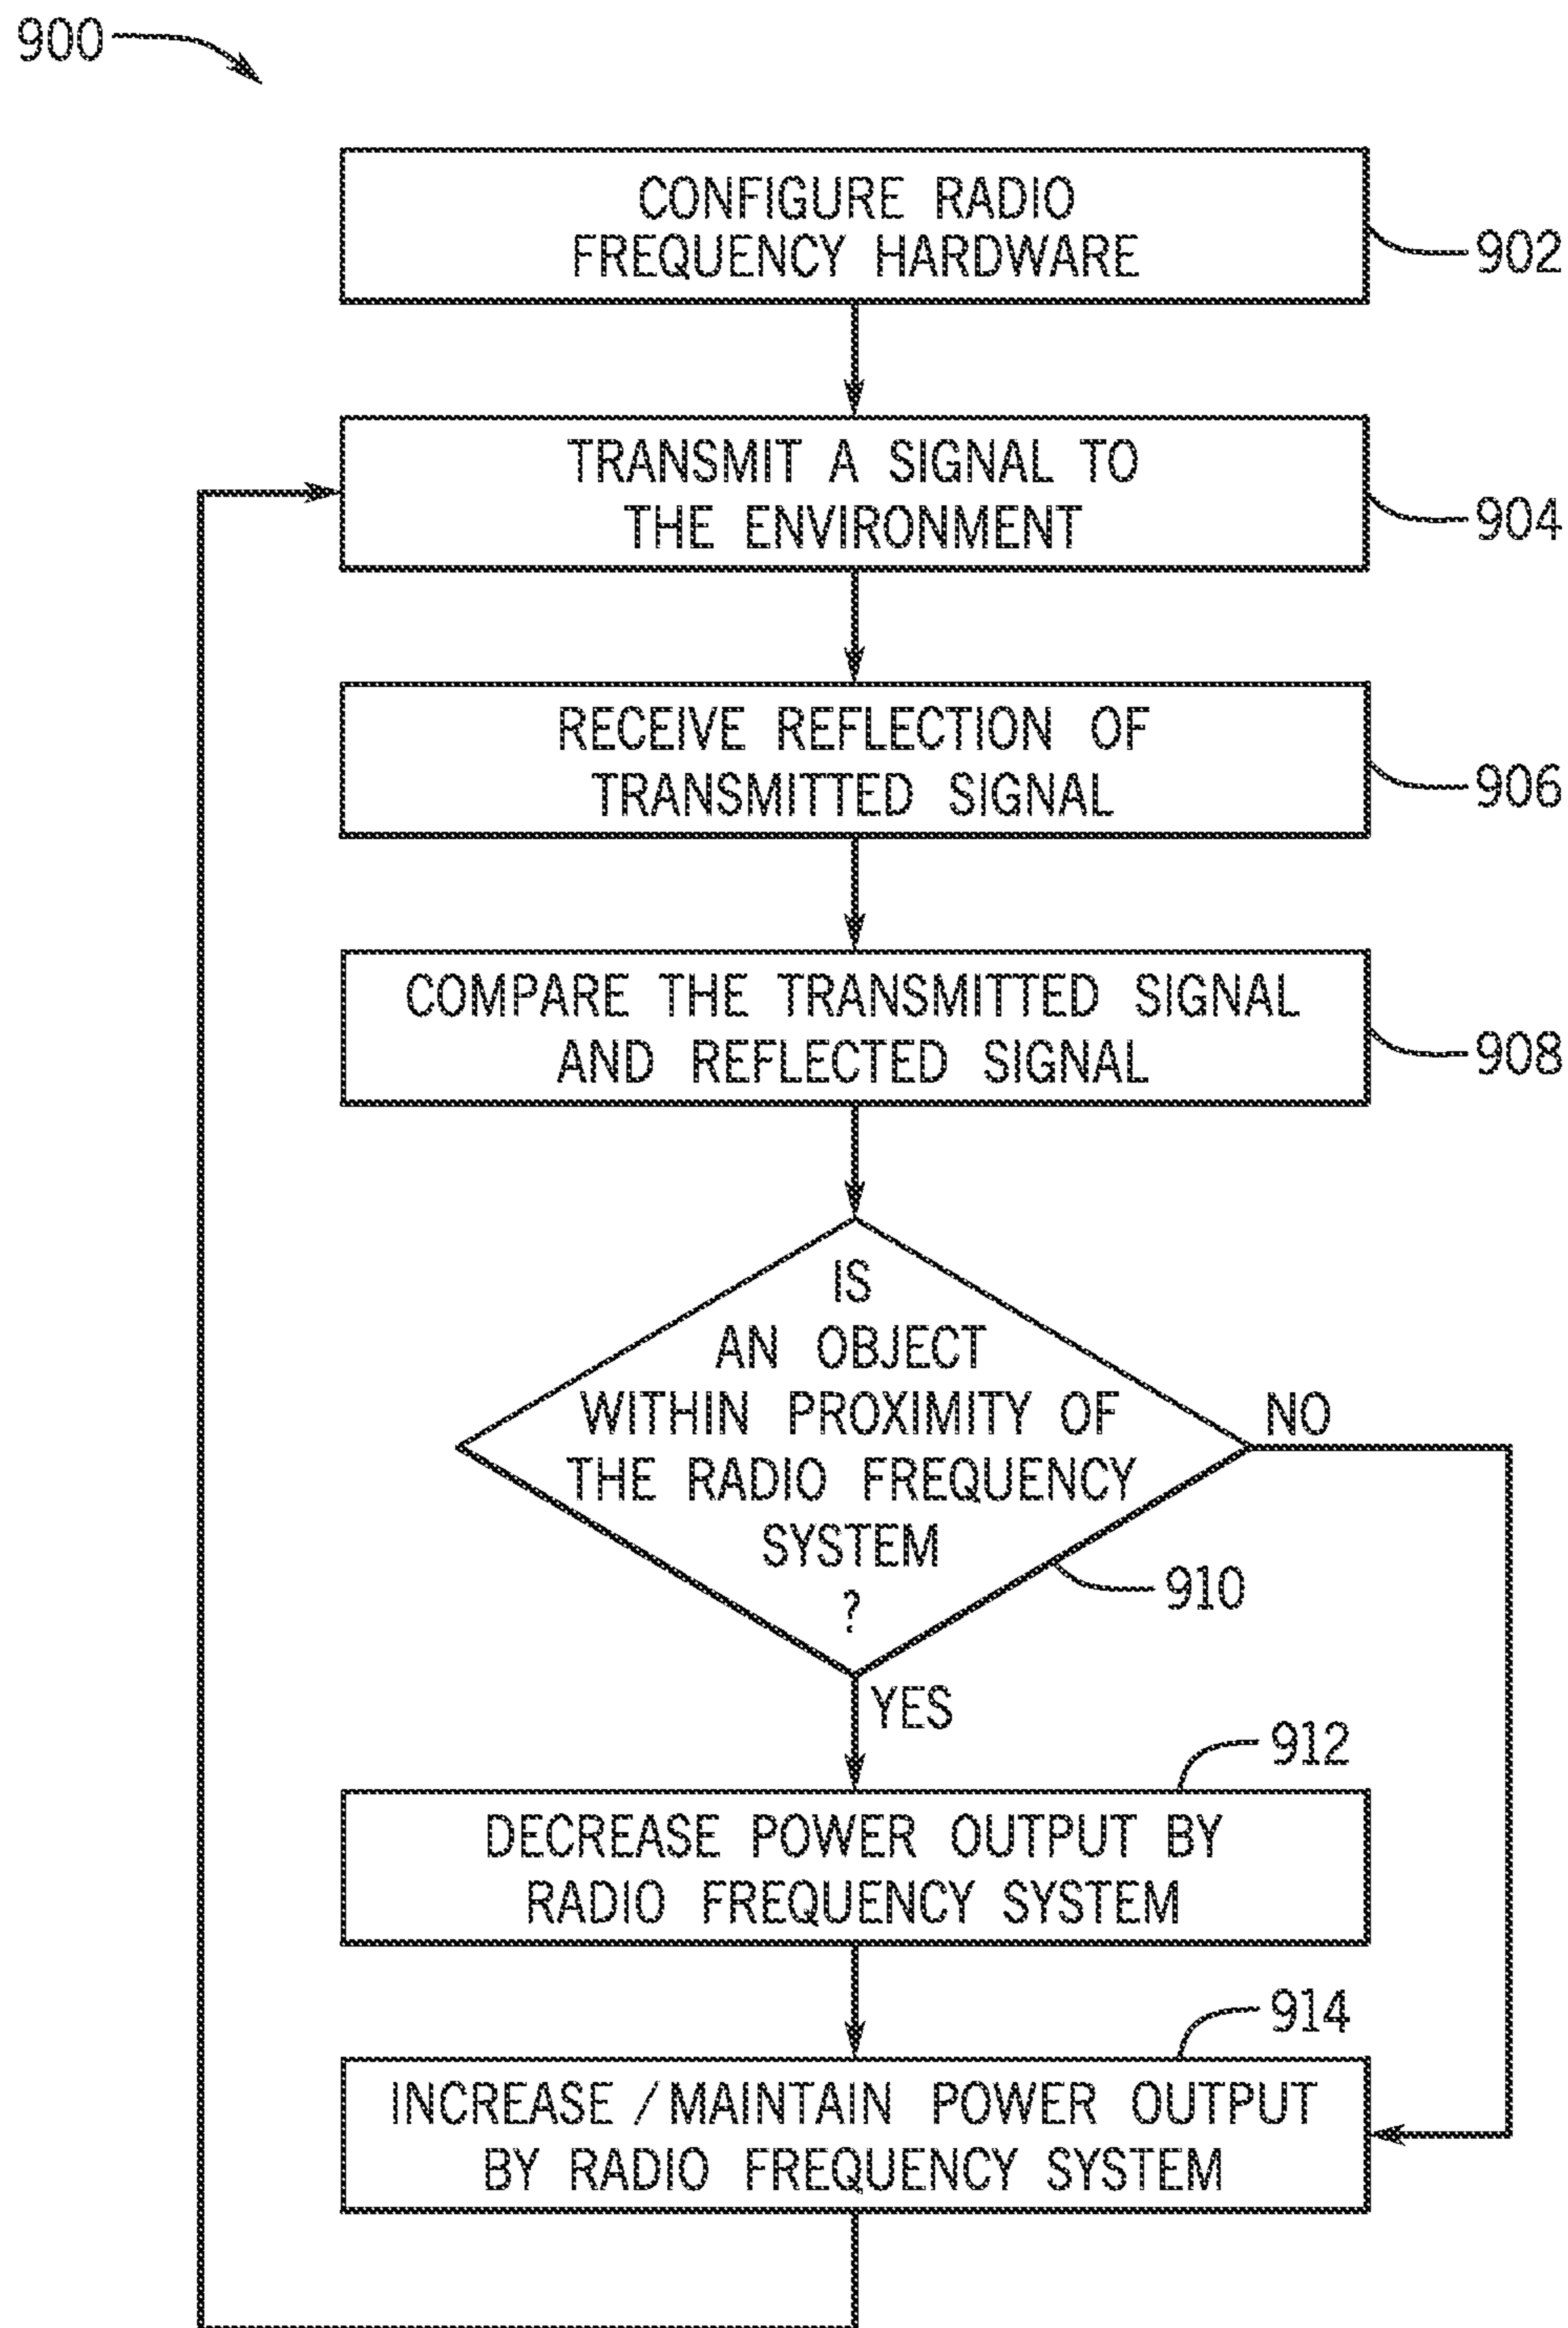 900
CONFIGURE RADIO
FREQUENCY HARDWARE
902
TRANSMIT A SIGNAL TO
THE ENVIRONMENT
904
RECEIVE REFLECTION OF
TRANSMITTED SIGNAL
906
COMPARE THE TRANSMITTED SIGNAL
AND REFLECTED SIGNAL
908
IS
AN OBJECT
WITHIN PROXIMITY OF
THE RADIO FREQUENCY
SYSTEM
?
NO
910
YES
912
DECREASE POWER OUTPUT BY
RADIO FREQUENCY SYSTEM
914
INCREASE / MAINTAIN POWER OUTPUT
BY RADIO FREQUENCY SYSTEM